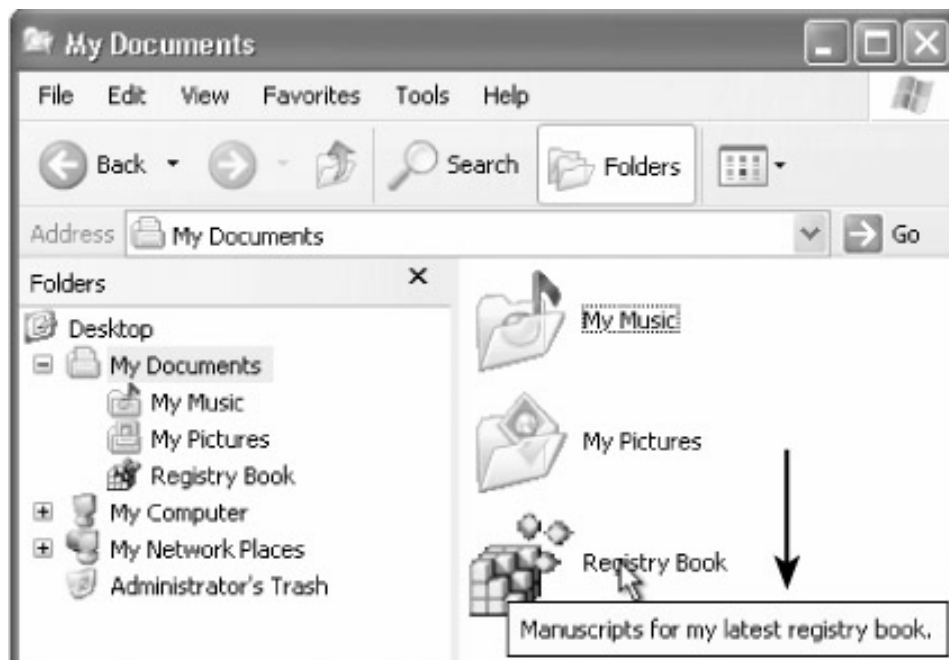 My Documents
File Edit View Favorites Tools Help
Back Search Folders
Address My Documents Go
Folders
Desktop
My Documents
My Music
My Pictures
Registry Book
My Computer
My Network Places
Administrator's Trash
My Music
My Pictures
Registry Book
Manuscripts for my latest registry book.